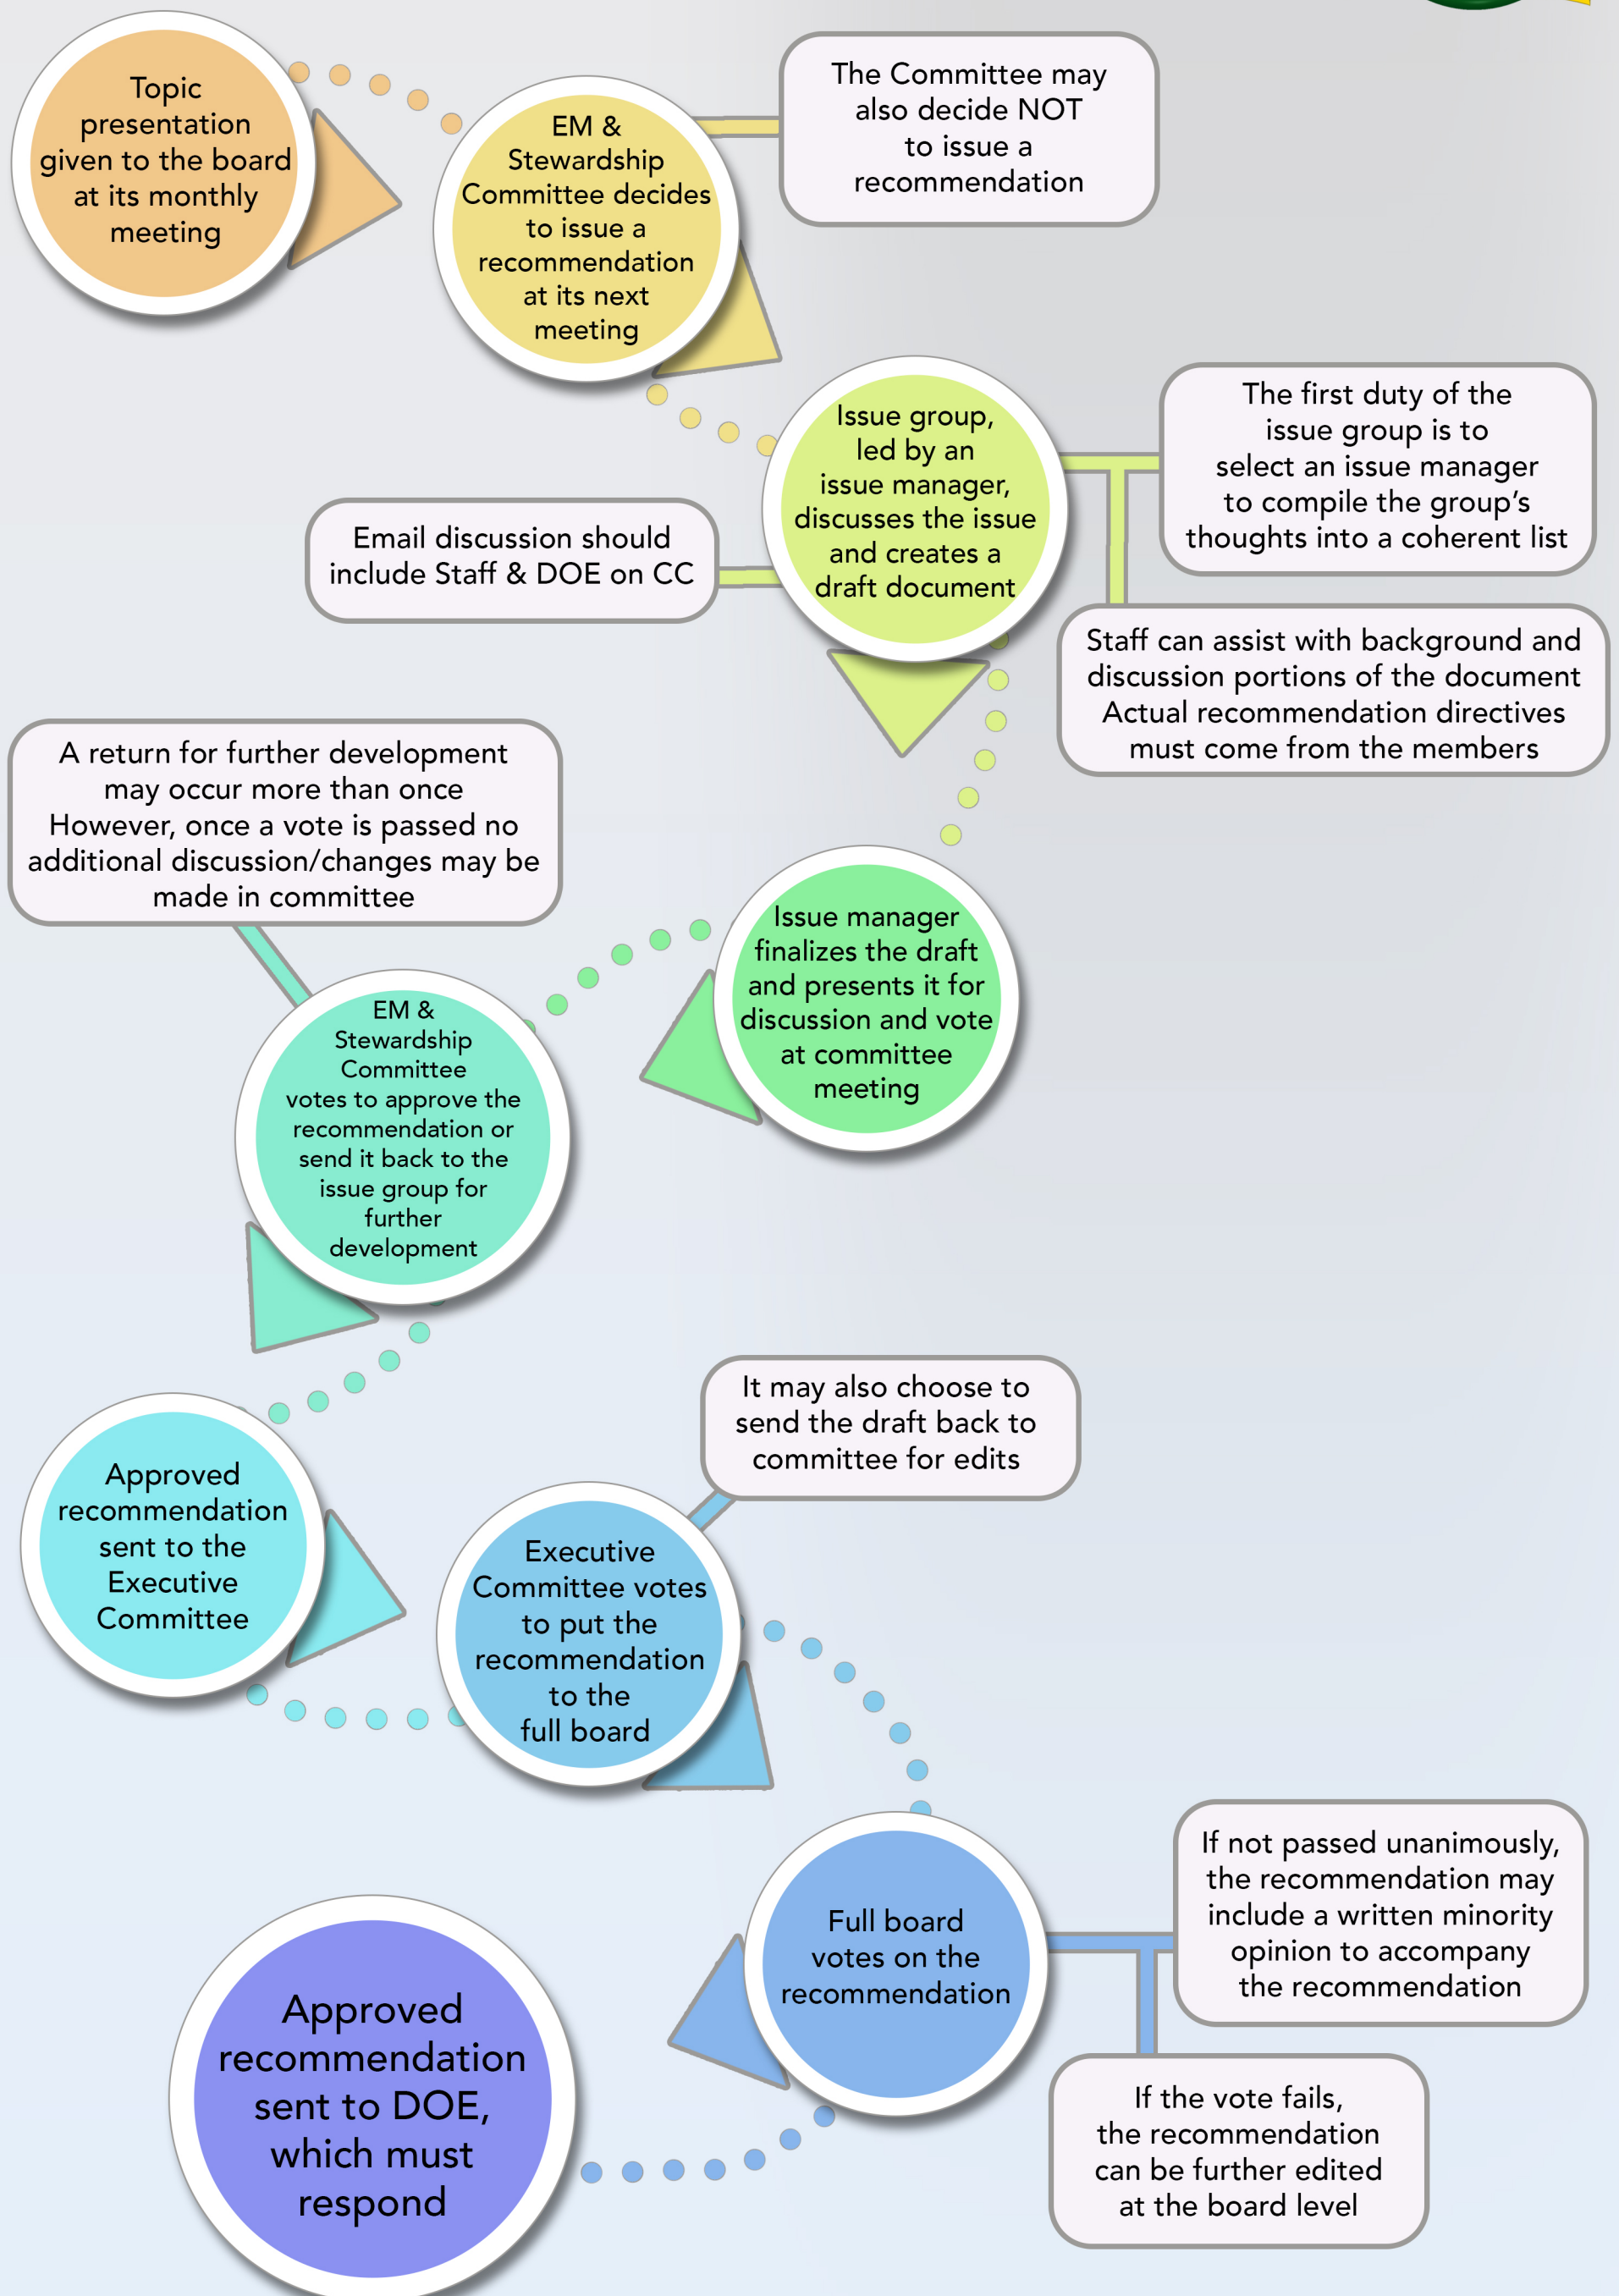 Topic
presentation
given to the board
at its monthly
meeting
EM &
Stewardship
Committee decides
to issue a
recommendation
at its next
meeting
The Committee may
also decide NOT
to issue a
recommendation
Issue group,
led by an
issue manager,
discusses the issue
and creates a
draft document
The first duty of the
issue group is to
select an issue manager
to compile the group’s
thoughts into a coherent list
Email discussion should
include Staff & DOE on CC
Staff can assist with background and
discussion portions of the document
Actual recommendation directives
must come from the members
Issue manager
finalizes the draft
and presents it for
discussion and vote
at committee
meeting
A return for further development
may occur more than once
However, once a vote is passed no
additional discussion/changes may be
made in committee
EM &
Stewardship
Committee
votes to approve the
recommendation or
send it back to the
issue group for
further
development
Approved
recommendation
sent to the
Executive
Committee
Executive
Committee votes
to put the
recommendation
to the
full board
It may also choose to
send the draft back to
committee for edits
Full board
votes on the
recommendation
If not passed unanimously,
the recommendation may
include a written minority
opinion to accompany
the recommendation
If the vote fails,
the recommendation
can be further edited
at the board level
Approved
recommendation
sent to DOE,
which must
respond